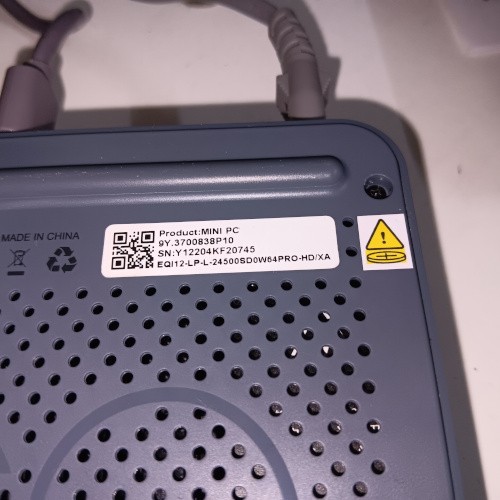 MADE IN CHINA
Product:MINI PC
9Y.3700838P10
SN:Y12204KF20745
EQI12-LP-L-24500SD0W64PRO-HD/XA